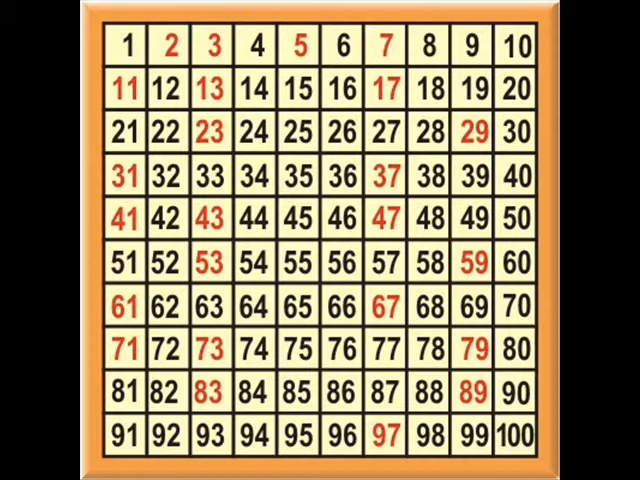 1 2 3 4 5 6 7 8 9 10
11 12 13 14 15 16 17 18 19 20
21 22 23 24 25 26 27 28 29 30
31 32 33 34 35 36 37 38 39 40
41 42 43 44 45 46 47 48 49 50
51 52 53 54 55 56 57 58 59 60
61 62 63 64 65 66 67 68 69 70
71 72 73 74 75 76 77 78 79 80
81 82 83 84 85 86 87 88 89 90
91 92 93 94 95 96 97 98 99 100